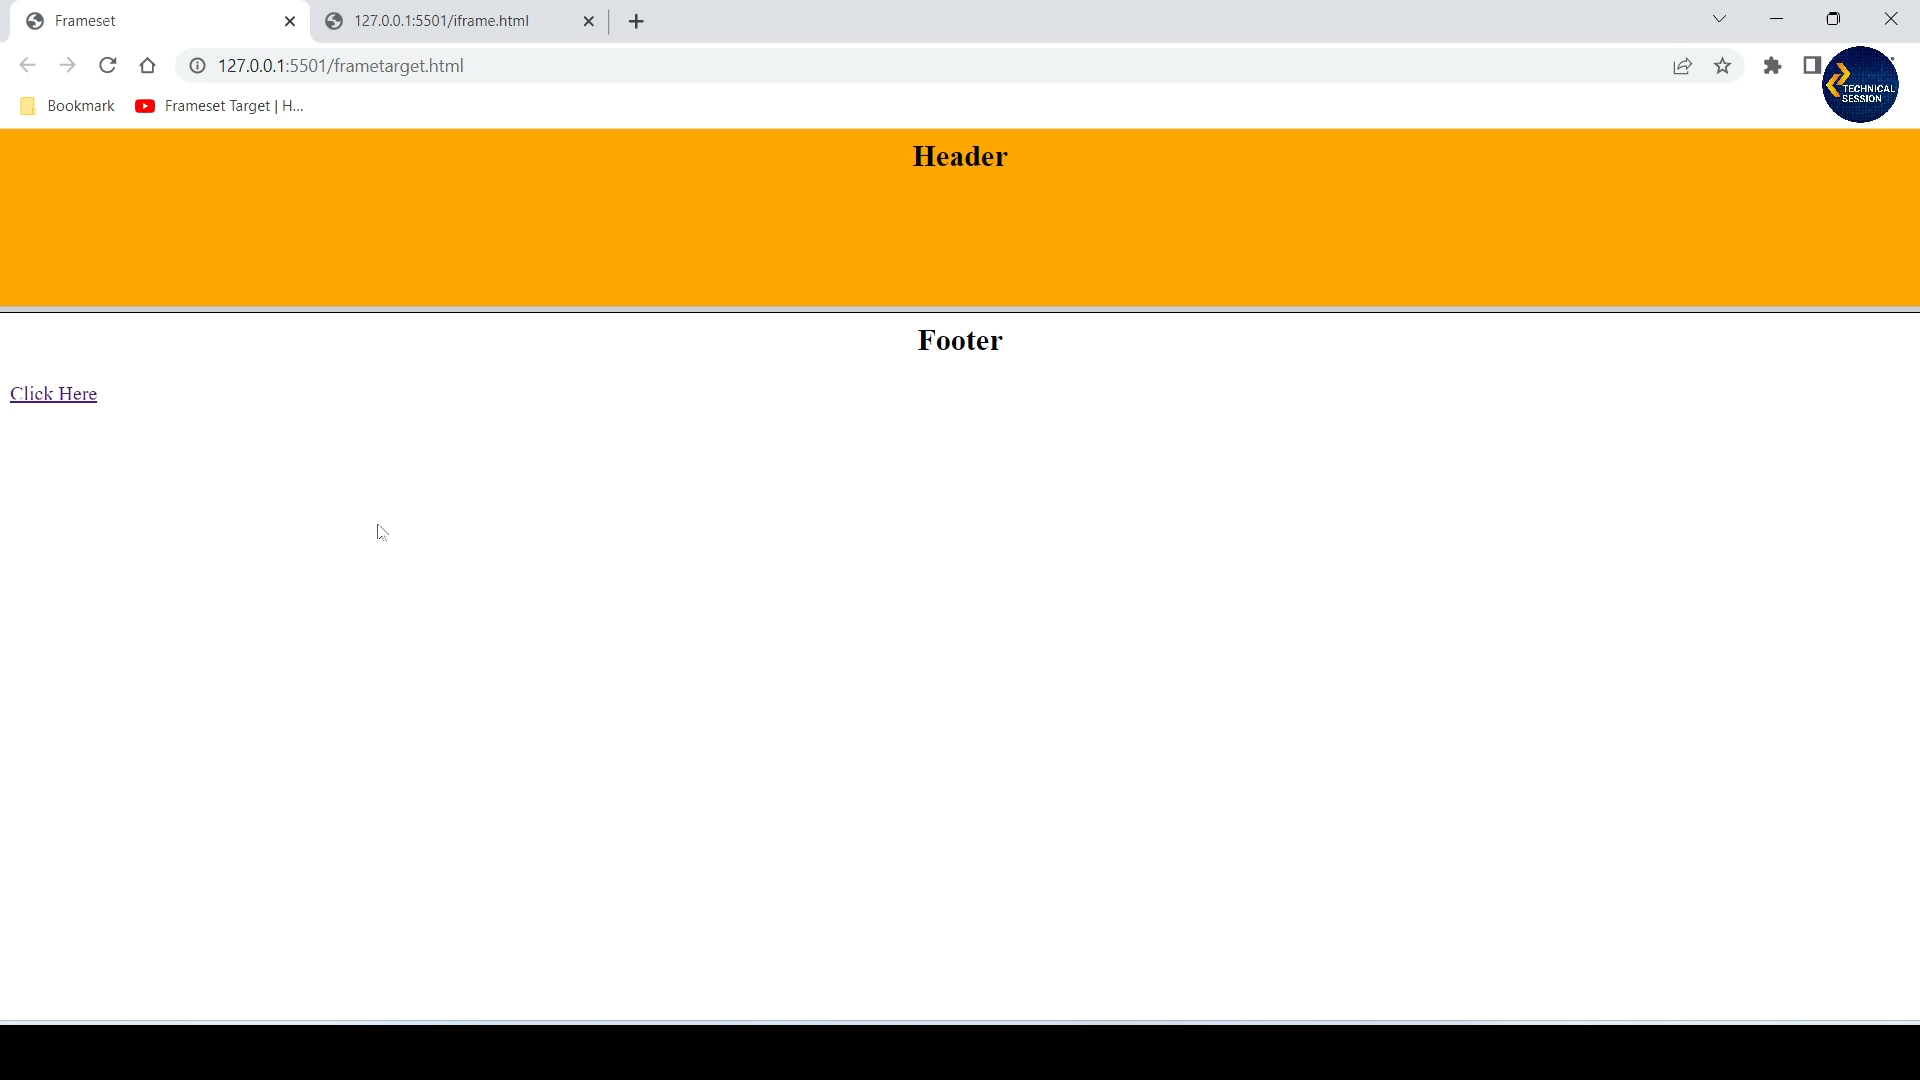 Frameset
127.0.0.1:5501/iframe.html
127.0.0.1:5501/frametarget.html
Bookmark
Frameset Target | H...
TECHNICAL
SESSION
Header
Footer
Click Here